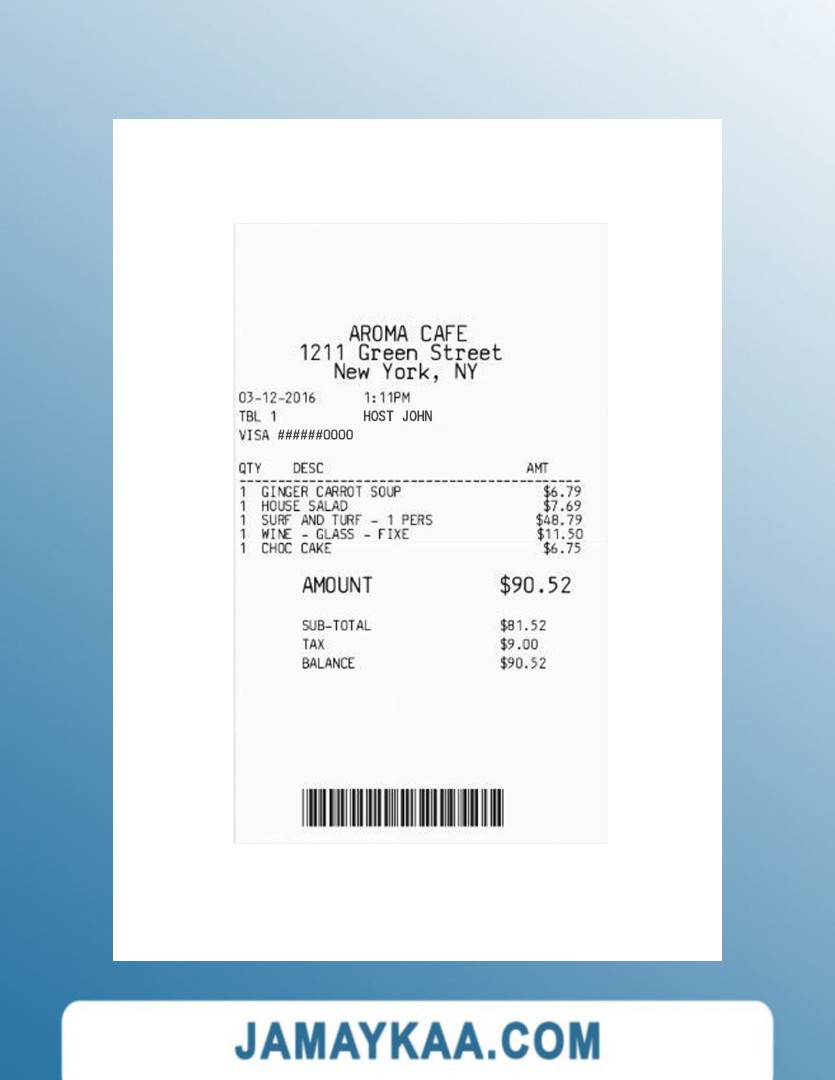 AROMA CAFE
1211 Green Street
New York, NY
03-12-2016 1:11PM
TBL 1 HOST JOHN
VISA ######0000
QTY DESC AMT
1 GINGER CARROT SOUP $6.79
1 HOUSE SALAD $7.69
1 SURF AND TURF - 1 PERS $48.79
1 WINE - GLASS - FIXE $11.50
1 CHOC CAKE $6.75
AMOUNT $90.52
SUB-TOTAL $81.52
TAX $9.00
BALANCE $90.52
JAMAYKAA.COM